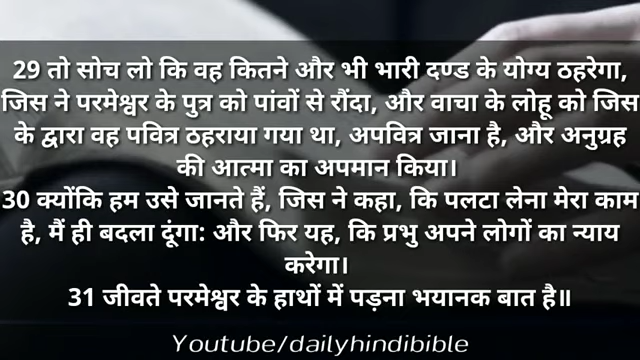 29 तो सोच लो कि वह कितने और भी भारी दण्ड के योग्य ठहरेगा,
जिस ने परमेश्वर के पुत्र को पांवों से रौंदा, और वाचा के लोहू को जिस
के द्वारा वह पवित्र ठहराया गया था, अपवित्र जाना है, और अनुग्रह
की आत्मा का अपमान किया।
30 क्योंकि हम उसे जानते हैं, जिस ने कहा, कि पलटा लेना मेरा काम
है, मैं ही बदला दूंगा: और फिर यह, कि प्रभु अपने लोगों का न्याय
करेगा।
31 जीवते परमेश्वर के हाथों में पड़ना भयानक बात है॥
Youtube/dailyhindibible